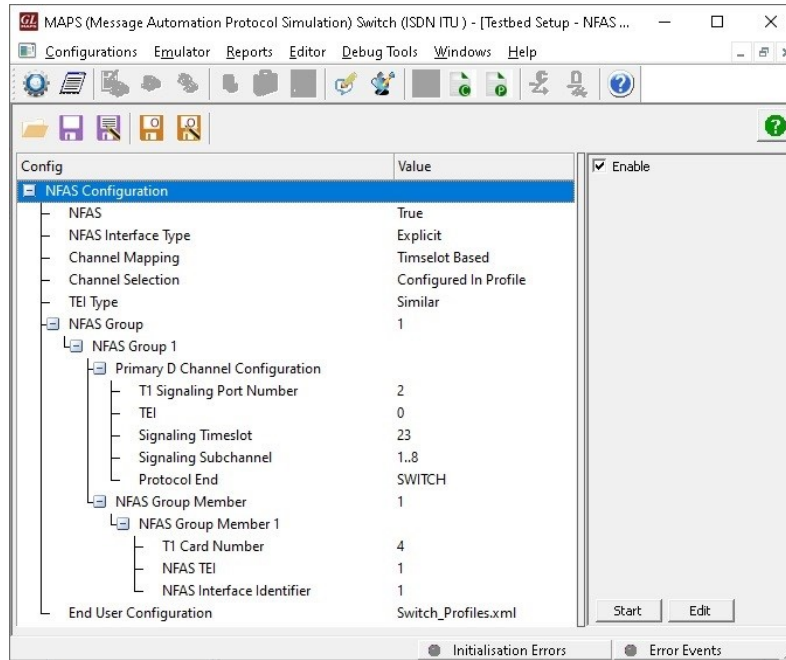 GL MAPS MAPS (Message Automation Protocol Simulation) Switch (ISDN ITU ) - [Testbed Setup - NFAS ...
Configurations Emulator Reports Editor Debug Tools Windows Help
Config Value
NFAS Configuration
NFAS True
NFAS Interface Type Explicit
Channel Mapping Timselot Based
Channel Selection Configured In Profile
TEI Type Similar
NFAS Group 1
NFAS Group 1
Primary D Channel Configuration
T1 Signaling Port Number 2
TEI 0
Signaling Timeslot 23
Signaling Subchannel 1..8
Protocol End SWITCH
NFAS Group Member 1
NFAS Group Member 1
T1 Card Number 4
NFAS TEI 1
NFAS Interface Identifier 1
End User Configuration Switch_Profiles.xml
Enable
Start Edit
Initialisation Errors Error Events